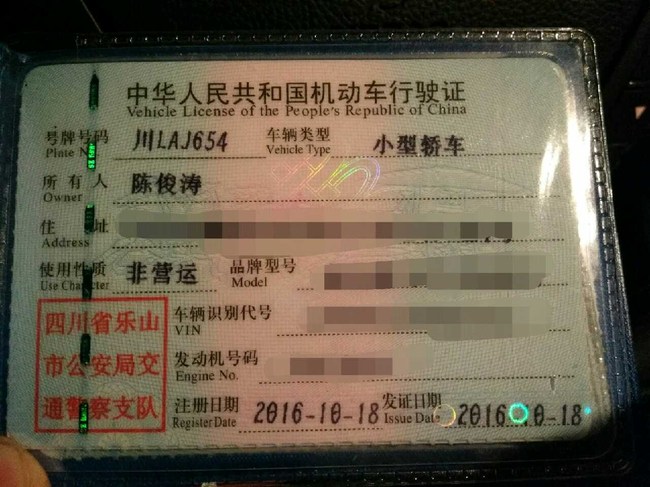 中华人民共和国机动车行驶证
Vehicle License of the People's Republic of China
号牌号码 川LAJ654 车辆类型 小型轿车
Plate N Vehicle Type
所有人 陈俊涛
Owner
住址
Address
使用性质 非营运 品牌型号
Use Character Model
四川省乐山 车辆识别代号
VIN
市公安局交 发动机号码
Engine No.
通警察支队 注册日期 2016-10-18 发证日期 2016-10-18
Register Date Issue Date